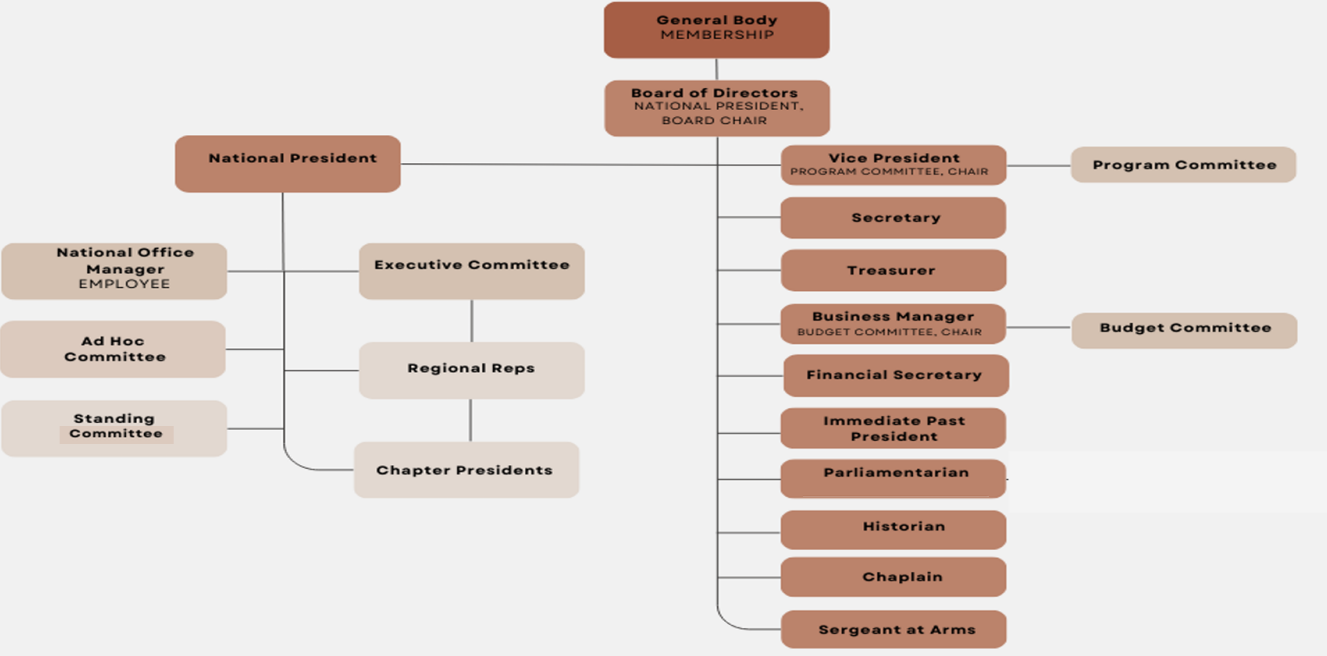 General Body
MEMBERSHIP
Board of Directors
NATIONAL PRESIDENT,
BOARD CHAIR
National President
Vice President
PROGRAM COMMITTEE, CHAIR
Program Committee
Secretary
National Office
Manager
EMPLOYEE
Executive Committee
Treasurer
Business Manager
BUDGET COMMITTEE, CHAIR
Budget Committee
Ad Hoc
Committee
Regional Reps
Financial Secretary
Standing
Committee
Immediate Past
President
Chapter Presidents
Parliamentarian
Historian
Chaplain
Sergeant at Arms